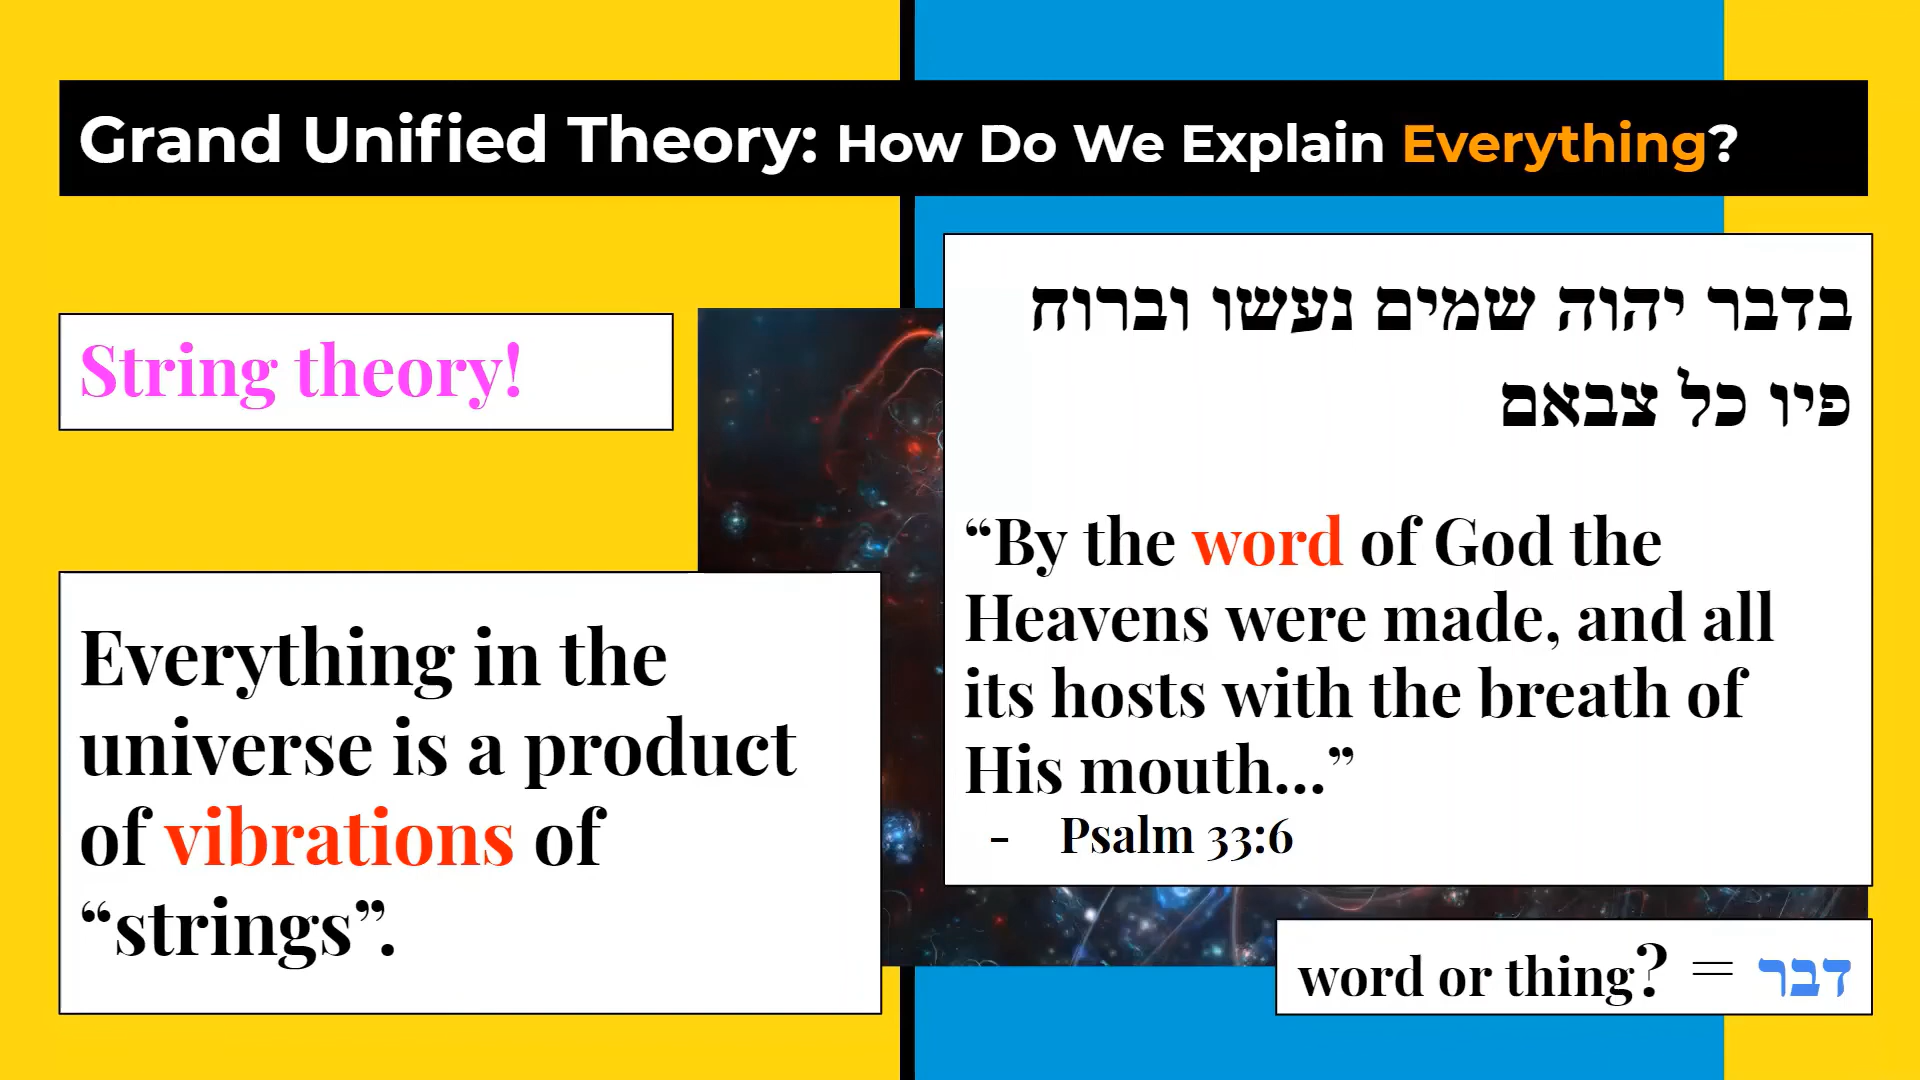 Grand Unified Theory: How Do We Explain Everything?
String theory!
Everything in the
universe is a product
of vibrations of
“strings”.
בדבר יהוה שמים נעשו וברוח
פיו כל צבאם
“By the word of God the
Heavens were made, and all
its hosts with the breath of
His mouth...”
- Psalm 33:6
word or thing? = דבר